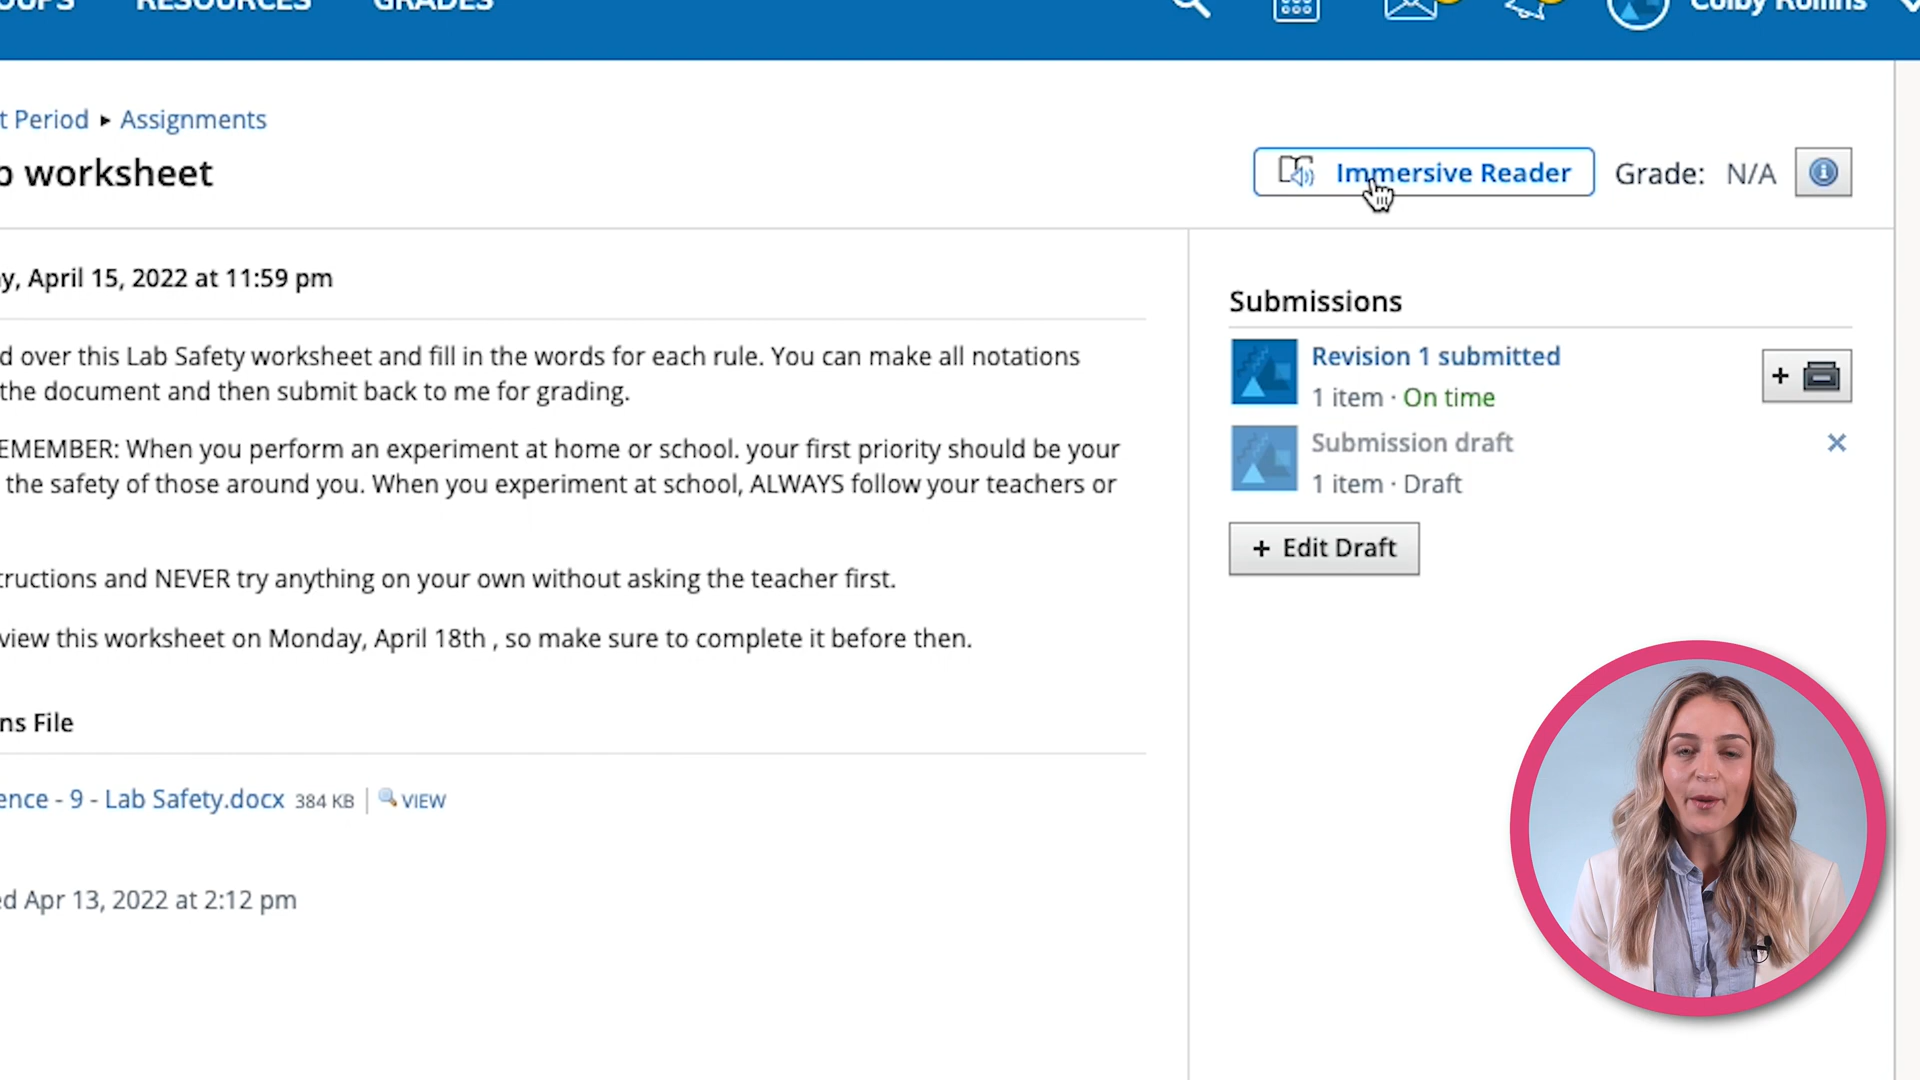 RESOURCES GRADES Colby Rollins
t Period ▸ Assignments
worksheet
Immersive Reader Grade: N/A
y, April 15, 2022 at 11:59 pm
d over this Lab Safety worksheet and fill in the words for each rule. You can make all notations
the document and then submit back to me for grading.
EMEMBER: When you perform an experiment at home or school. your first priority should be your
the safety of those around you. When you experiment at school, ALWAYS follow your teachers or
tructions and NEVER try anything on your own without asking the teacher first.
view this worksheet on Monday, April 18th , so make sure to complete it before then.
ns File
ence - 9 - Lab Safety.docx 384 KB | VIEW
ed Apr 13, 2022 at 2:12 pm
Submissions
Revision 1 submitted
1 item · On time
Submission draft
1 item · Draft
+ Edit Draft